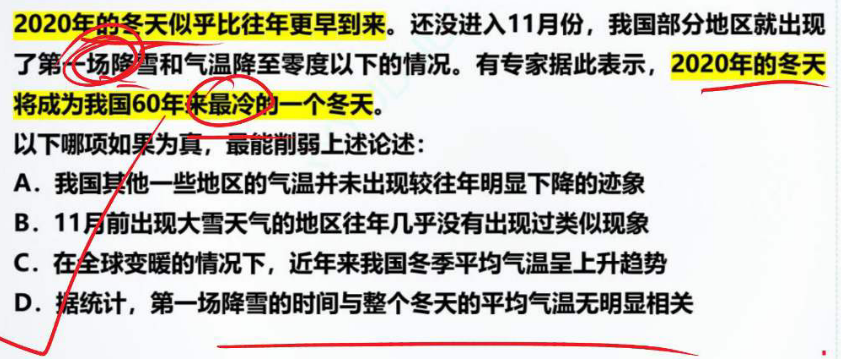 2020年的冬天似乎比往年更早到来。还没进入11月份，我国部分地区就出现
了第一场降雪和气温降至零度以下的情况。有专家据此表示，2020年的冬天
将成为我国60年来最冷的一个冬天。
以下哪项如果为真，最能削弱上述论述：
A．我国其他一些地区的气温并未出现较往年明显下降的迹象
B．11月前出现大雪天气的地区往年几乎没有出现过类似现象
C．在全球变暖的情况下，近年来我国冬季平均气温呈上升趋势
D．据统计，第一场降雪的时间与整个冬天的平均气温无明显相关